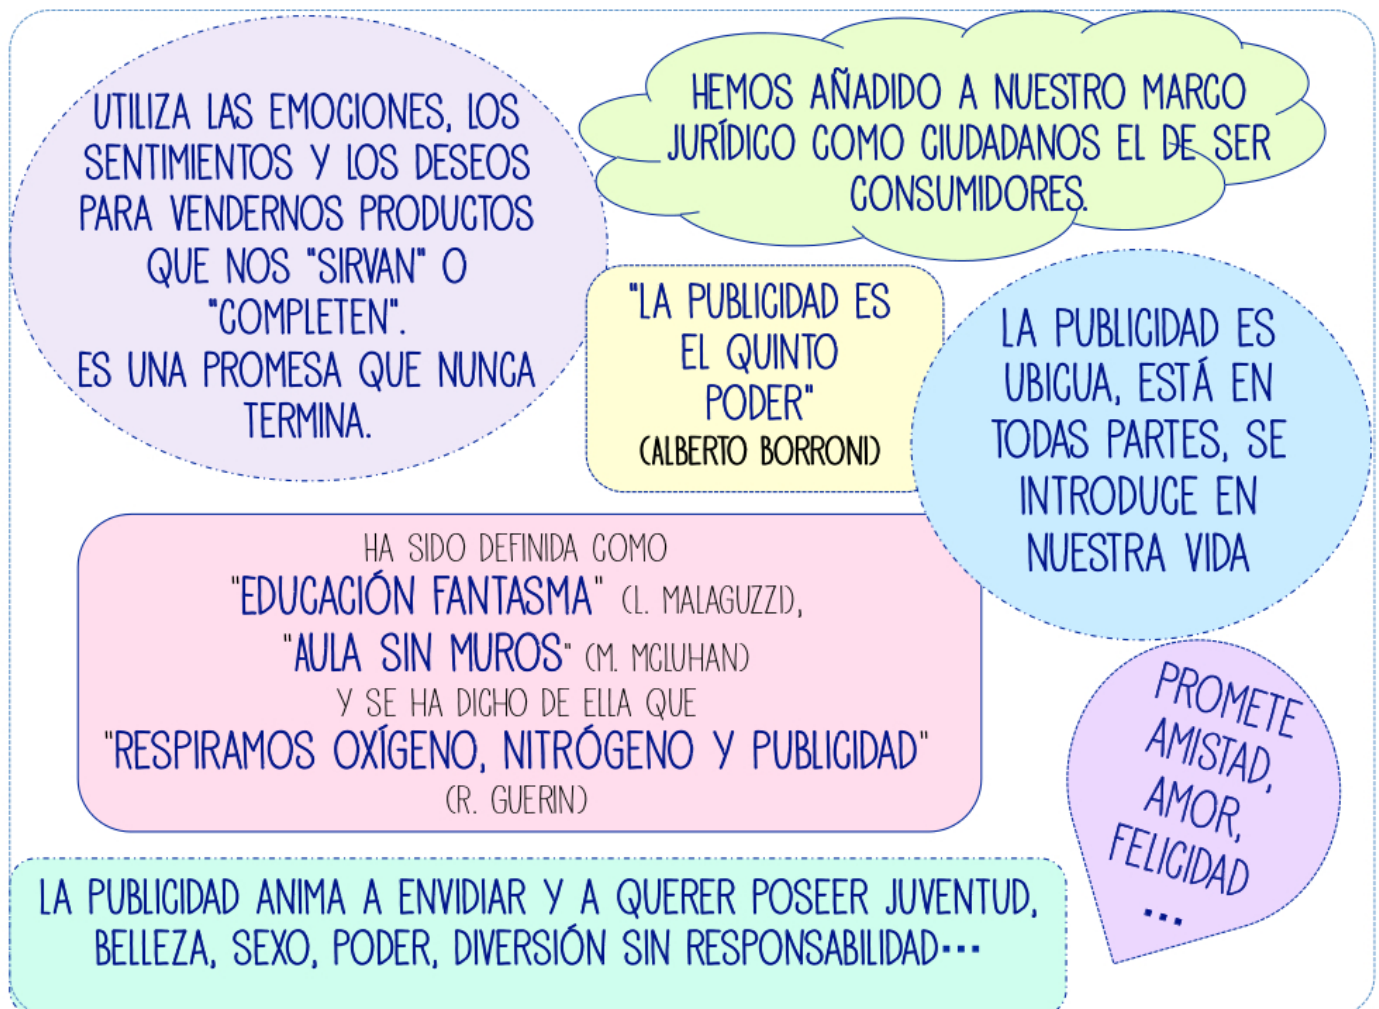 UTILIZA LAS EMOCIONES, LOS
SENTIMIENTOS Y LOS DESEOS
PARA VENDERNOS PRODUCTOS
QUE NOS "SIRVAN" O
"COMPLETEN".
ES UNA PROMESA QUE NUNCA
TERMINA.
HEMOS AÑADIDO A NUESTRO MARCO
JURÍDICO COMO CIUDADANOS EL DE SER
CONSUMIDORES.
"LA PUBLICIDAD ES
EL QUINTO
PODER"
(ALBERTO BORRONI)
LA PUBLICIDAD ES
UBICUA, ESTÁ EN
TODAS PARTES, SE
INTRODUCE EN
NUESTRA VIDA
HA SIDO DEFINIDA COMO
"EDUCACIÓN FANTASMA" (L. MALAGUZZI),
"AULA SIN MUROS" (M. MCLUHAN)
Y SE HA DICHO DE ELLA QUE
"RESPIRAMOS OXÍGENO, NITRÓGENO Y PUBLICIDAD"
(R. GUERIN)
PROMETE
AMISTAD,
AMOR,
FELICIDAD
...
LA PUBLICIDAD ANIMA A ENVIDIAR Y A QUERER POSEER JUVENTUD,
BELLEZA, SEXO, PODER, DIVERSIÓN SIN RESPONSABILIDAD...